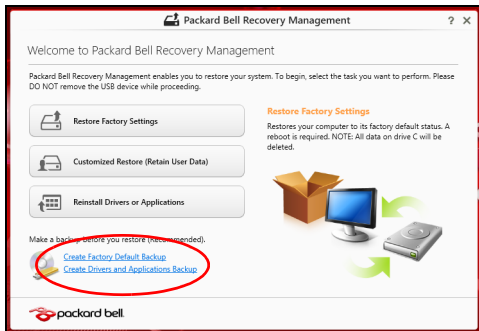 Packard Bell Recovery Management
? X
Welcome to Packard Bell Recovery Management
Packard Bell Recovery Management enables you to restore your system. To begin, select the task you want to perform. Please
DO NOT remove the USB device while proceeding.
Restore Factory Settings
Customized Restore (Retain User Data)
Reinstall Drivers or Applications
Restore Factory Settings
Restores your computer to its factory default status. A
reboot is required. NOTE: All data on drive C will be
deleted.
Make a backup before you restore (Recommended).
Create Factory Default Backup
Create Drivers and Applications Backup
packard bell.